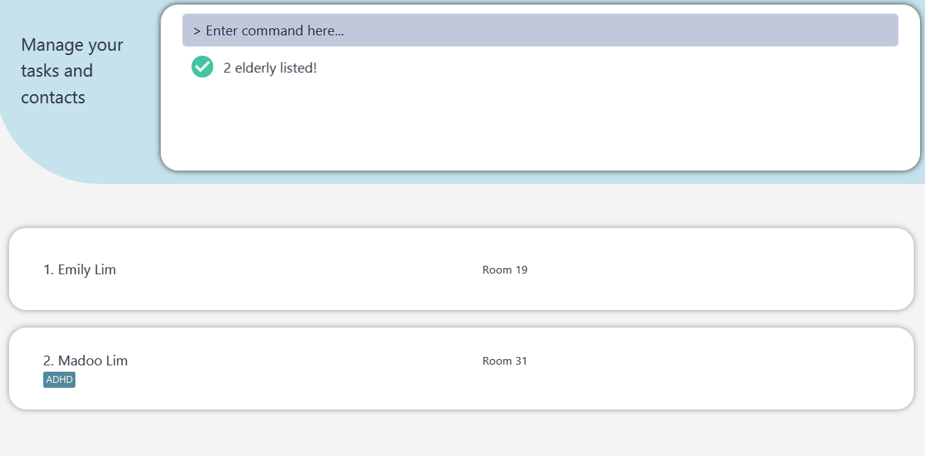 Manage your
tasks and
contacts
> Enter command here...
2 elderly listed!
1. Emily Lim
Room 19
2. Madoo Lim
Room 31
ADHD